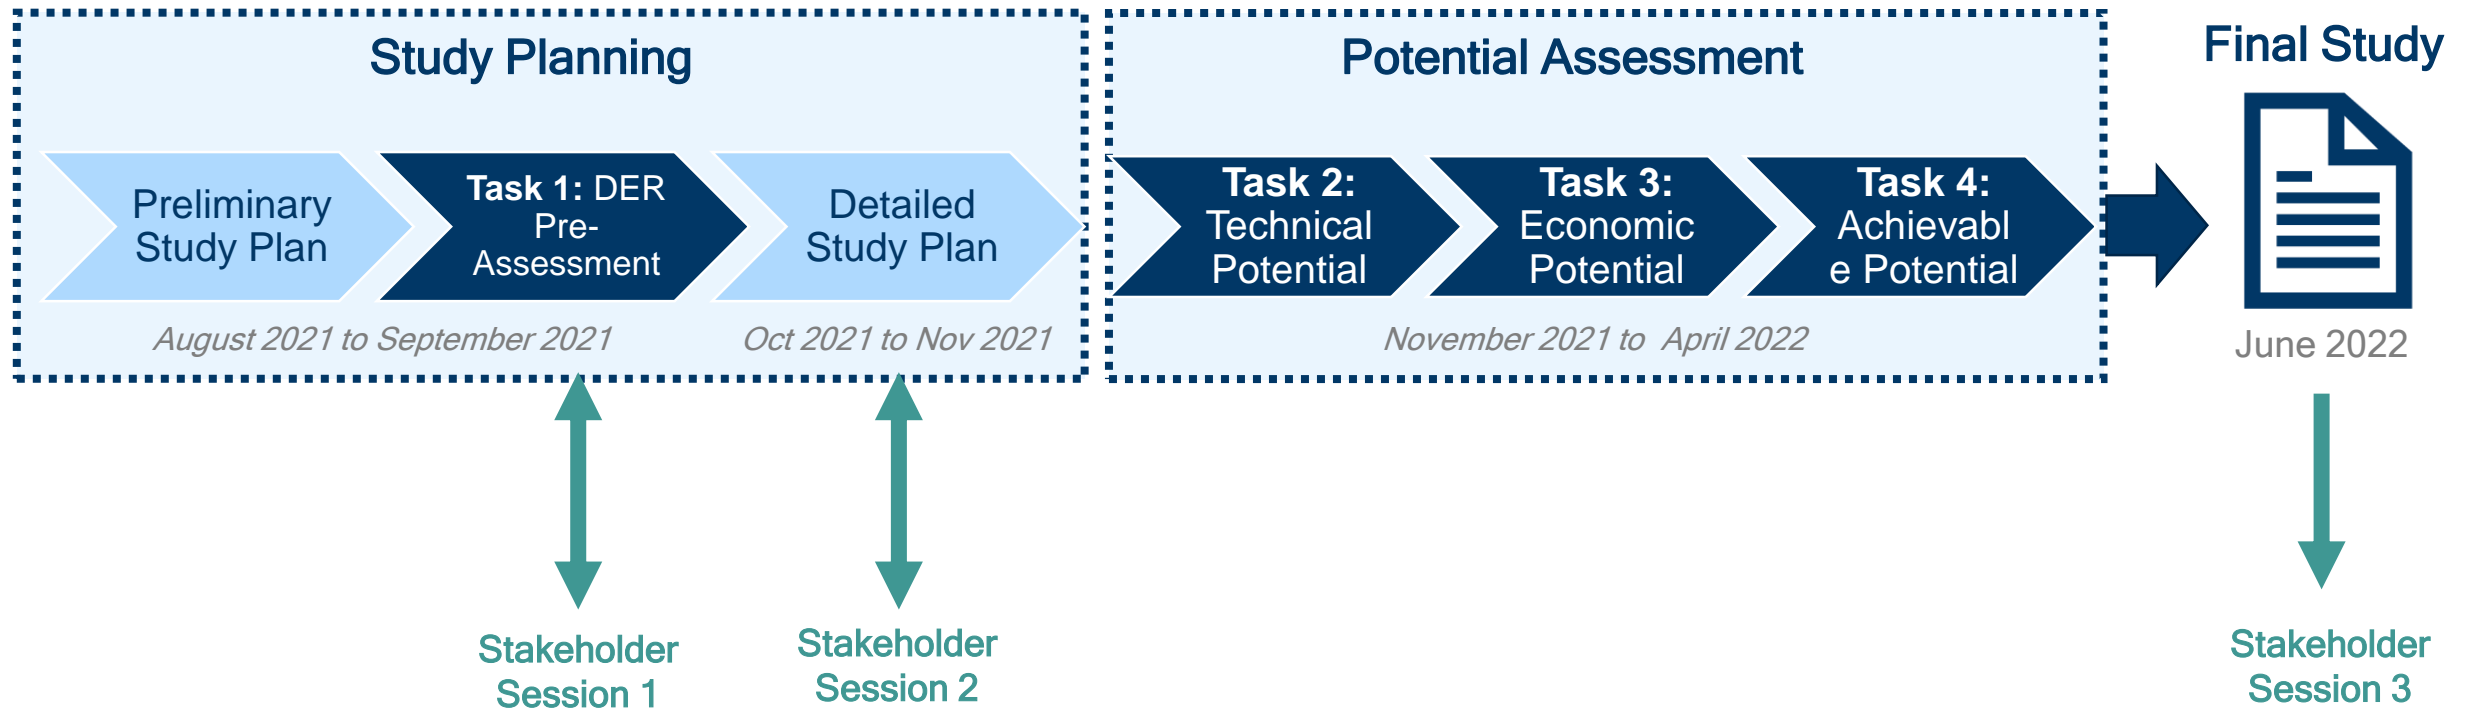 Study Planning
Preliminary
Study Plan
Task 1: DER
Pre-
Assessment
Detailed
Study Plan
August 2021 to September 2021
Oct 2021 to Nov 2021
Potential Assessment
Task 2:
Technical
Potential
Task 3:
Economic
Potential
Task 4:
Achievabl
e Potential
November 2021 to April 2022
Final Study
June 2022
Stakeholder
Session 1
Stakeholder
Session 2
Stakeholder
Session 3